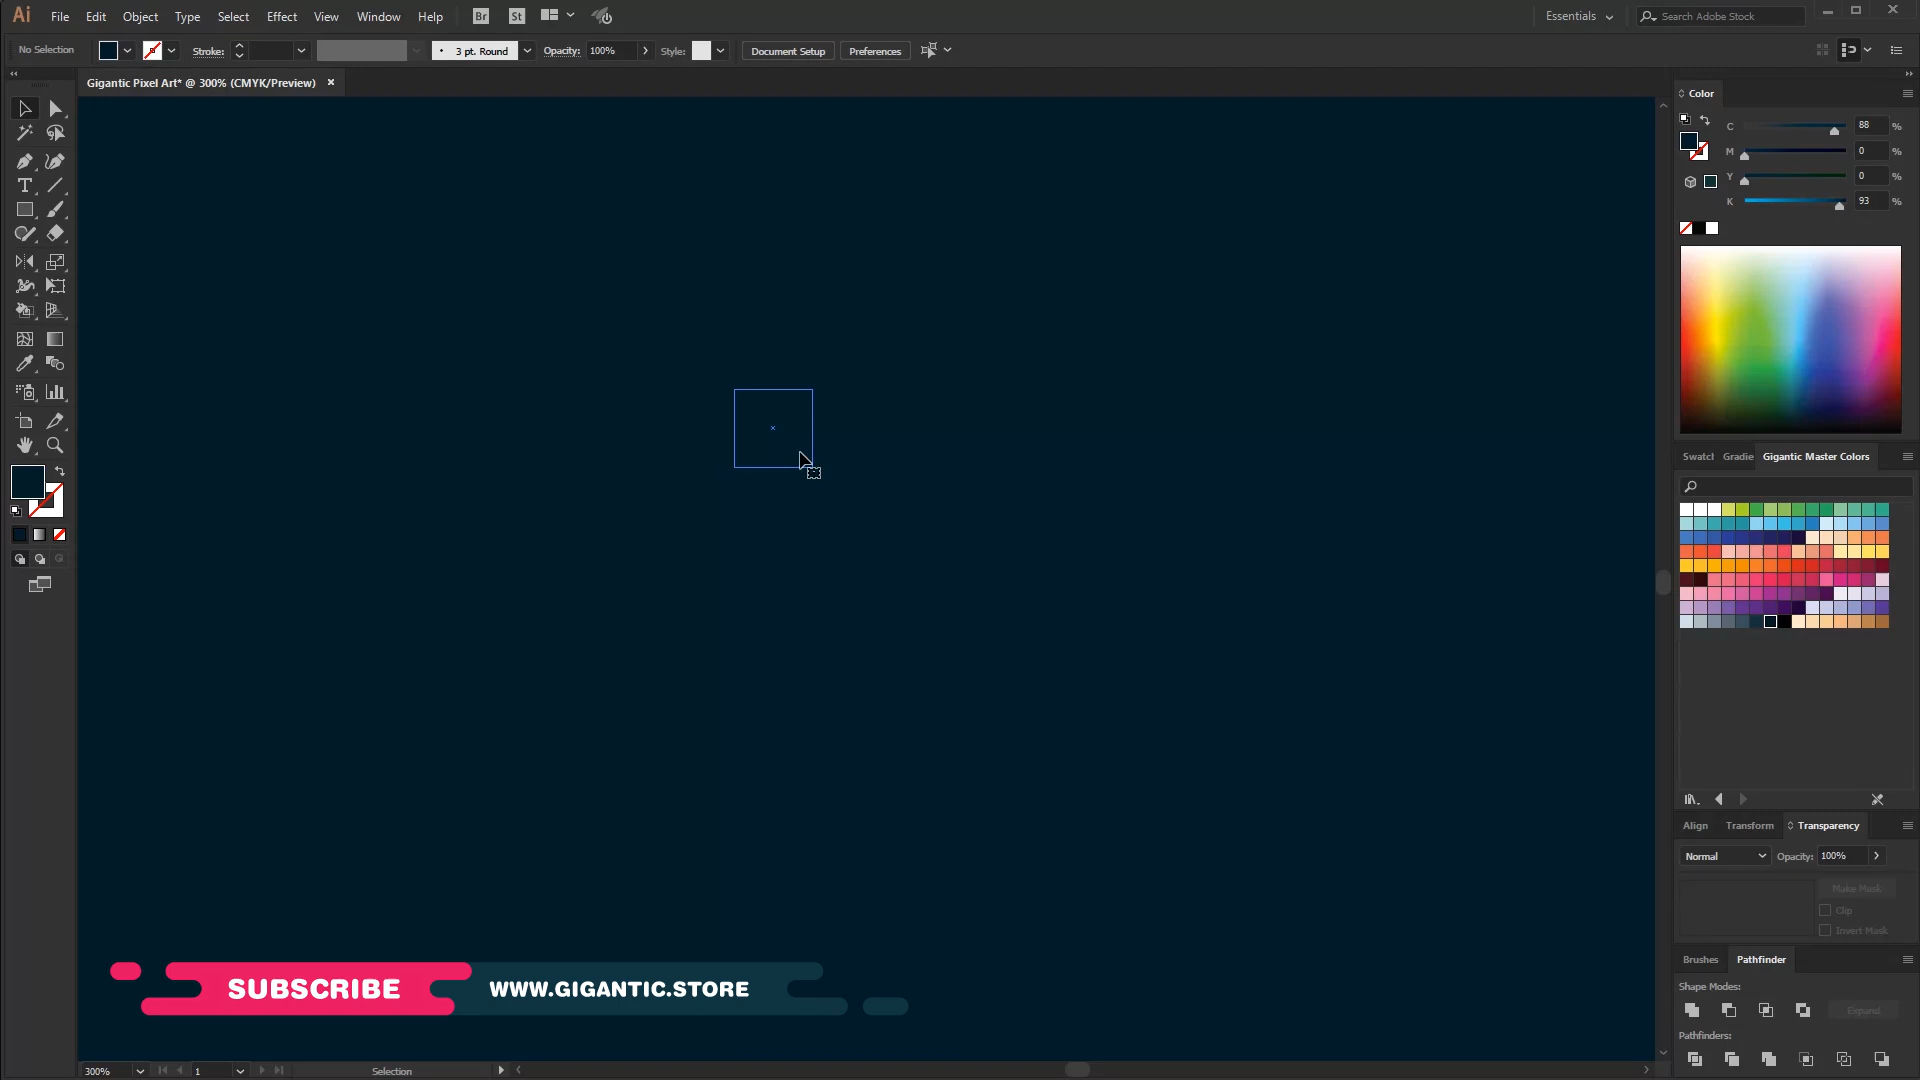 Ai File Edit Object Type Select Effect View Window Help Br St Essentials Search Adobe Stock
No Selection Stroke: 3 pt. Round Opacity: 100% Style: Document Setup Preferences
Gigantic Pixel Art* @ 300% (CMYK/Preview) ×
Color
C 88 %
M 0 %
Y 0 %
K 93 %
Swatcl Gradie Gigantic Master Colors
Align Transform Transparency
Normal Opacity: 100%
Make Mask
Clip
Invert Mask
Brushes Pathfinder
Shape Modes:
Expand
Pathfinders:
SUBSCRIBE WWW.GIGANTIC.STORE
300% 1 Selection